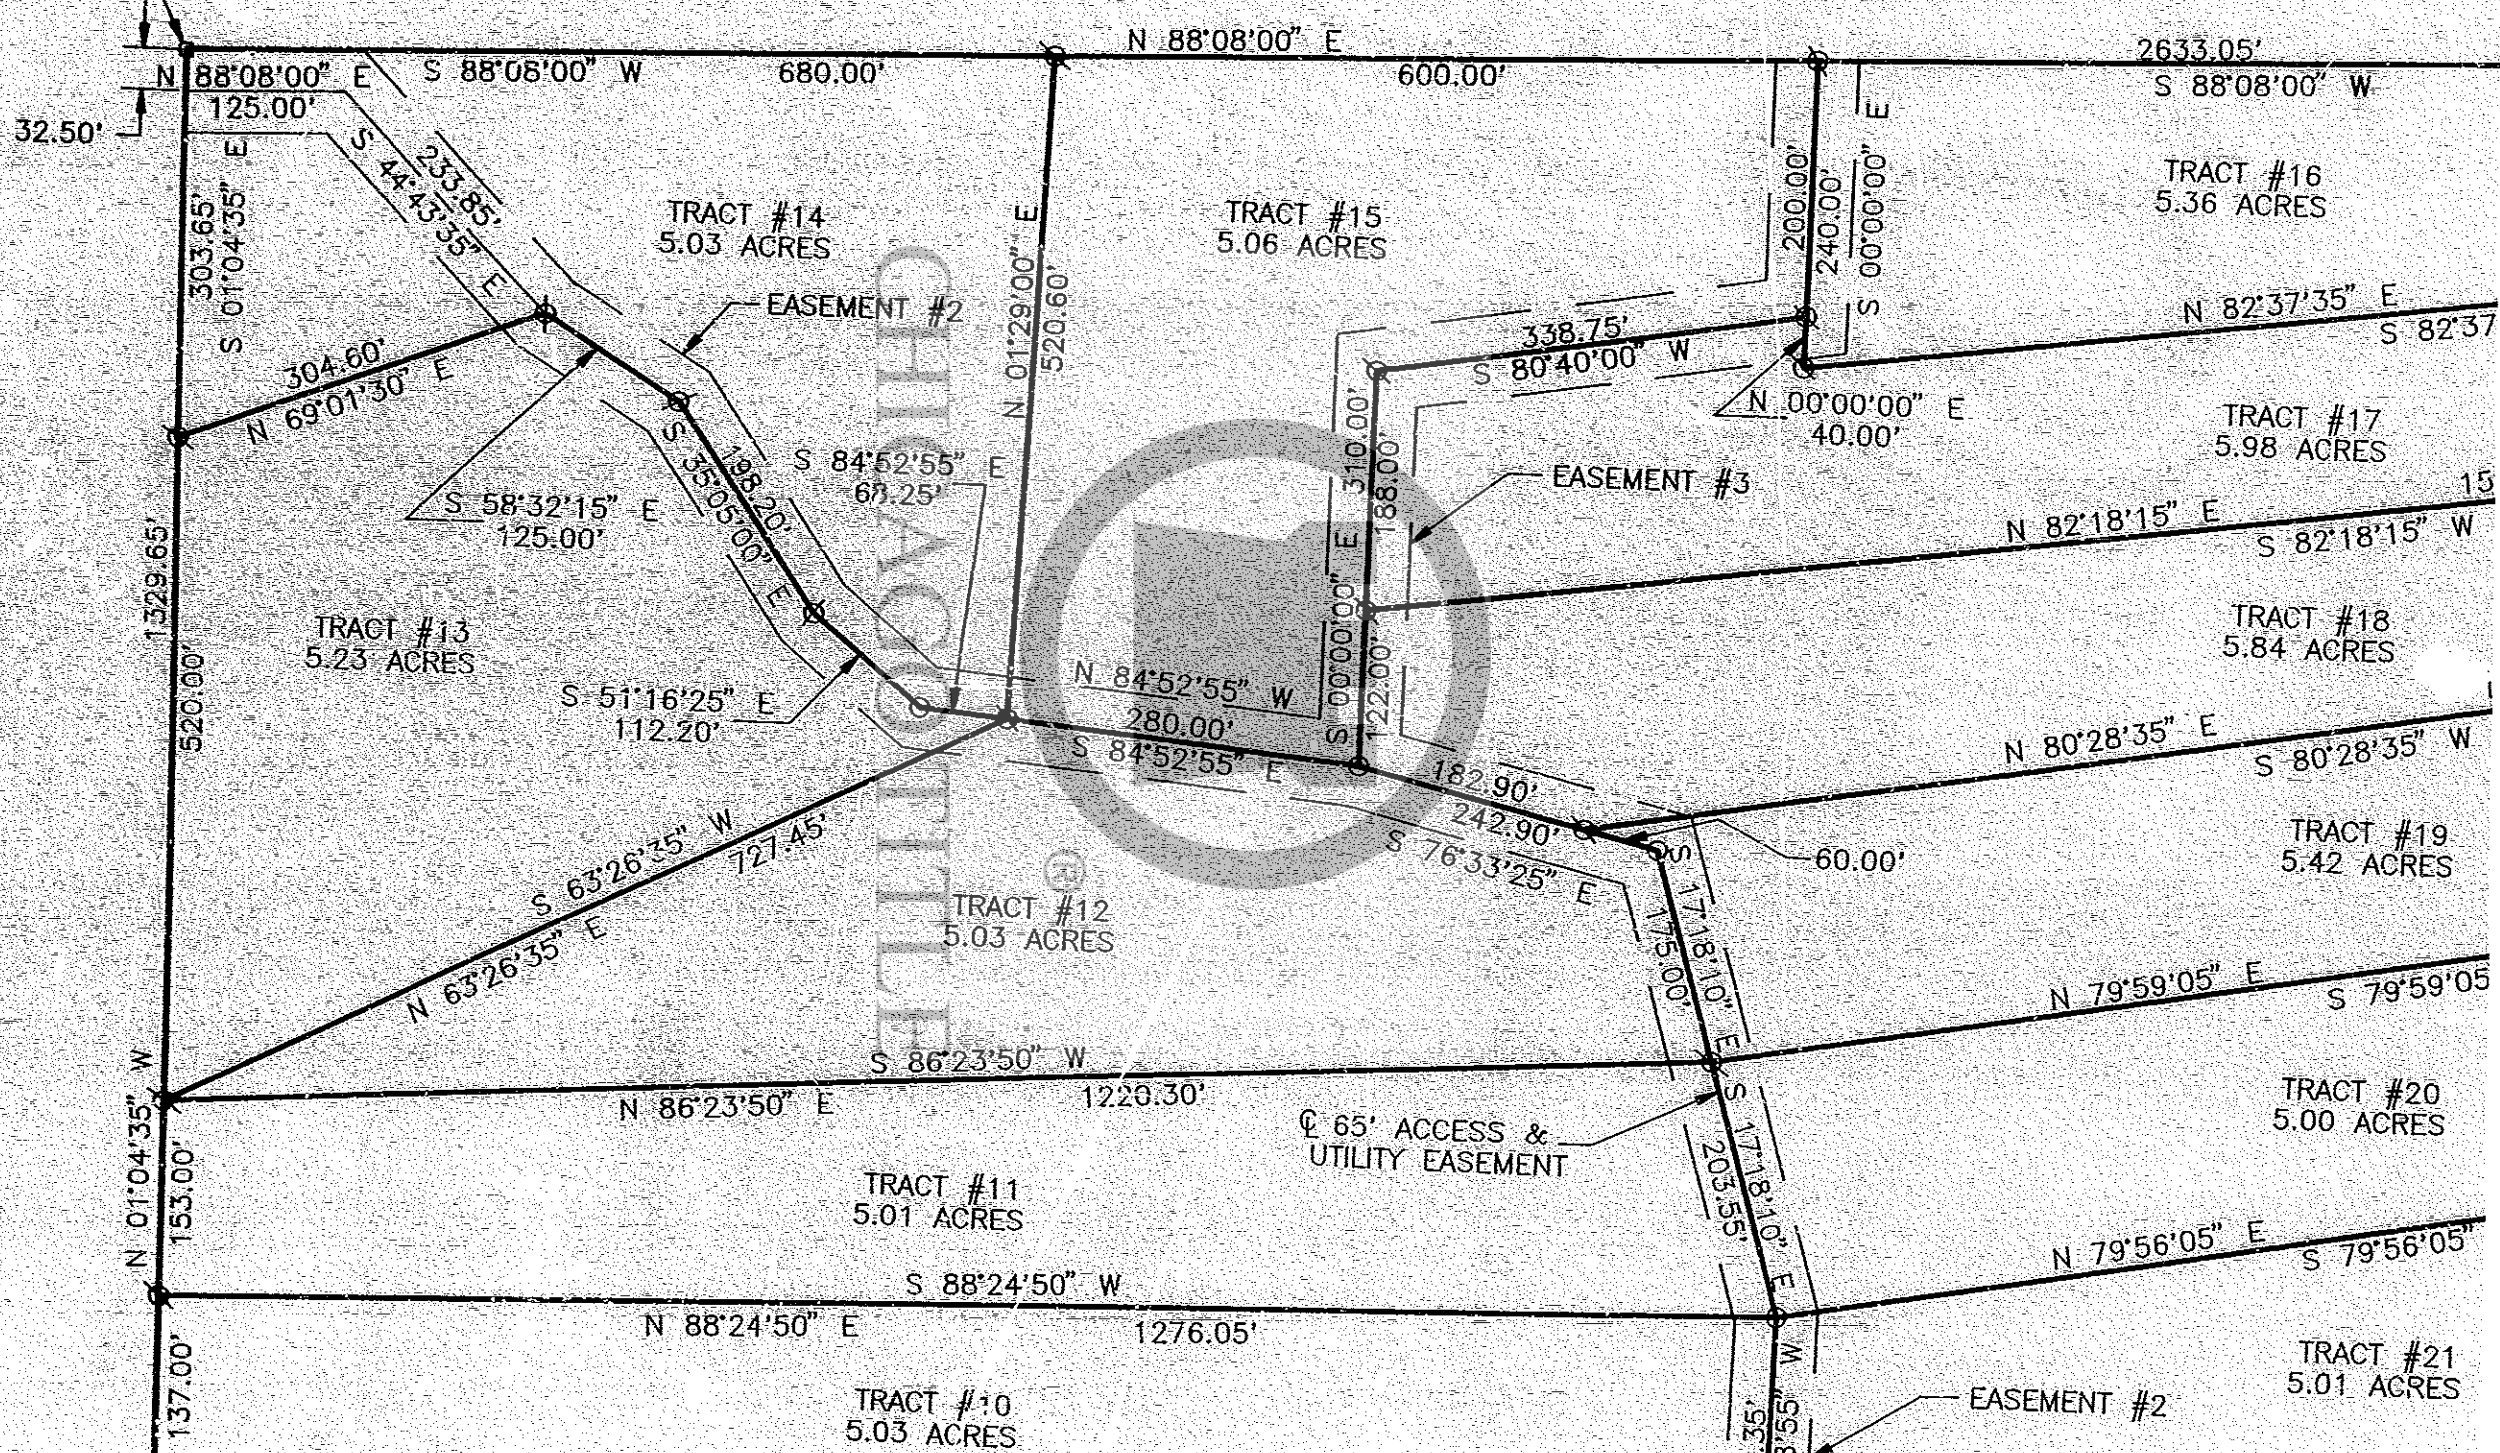 N 88°08'00" E
2633.05'
N 88°08'00" E
125.00'
S 88°08'00" W
680.00'
600.00'
S 88°08'00" W
32.50'
303.65'
S 01°04'35" E
233.85'
S 44°43'35" E
TRACT #14
5.03 ACRES
TRACT #15
5.06 ACRES
200.00'
240.00'
S 00°00'00" E
TRACT #16
5.36 ACRES
EASEMENT #2
N 01°29'00" E
520.60'
338.75'
S 80°40'00" W
N 82°37'35" E
S 82°37
304.60'
N 69°01'30" E
N 00°00'00" E
40.00'
TRACT #17
5.98 ACRES
S 84°52'55" E
63.25'
198.20'
S 35°05'00" E
310.00'
188.00'
EASEMENT #3
S 58°32'15" E
125.00'
15
N 82°18'15" E
S 82°18'15" W
1329.65'
520.00'
TRACT #13
5.23 ACRES
S 00°00'00" E
122.00'
TRACT #18
5.84 ACRES
S 51°16'25" E
112.20'
N 84°52'55" W
280.00'
S 84°52'55" E
N 80°28'35" E
S 80°28'35" W
182.90'
242.90'
S 76°33'25" E
60.00'
TRACT #19
5.42 ACRES
S 63°26'35" W
727.45'
N 63°26'35" E
CHICAGO TITLE
®
TRACT #12
5.03 ACRES
S 17°18'10" E
175.00'
N 79°59'05" E
S 79°59'05
S 86°23'50" W
1220.30'
N 86°23'50" E
N 01°04'35" W
153.00'
℄ 65' ACCESS &
UTILITY EASEMENT
TRACT #20
5.00 ACRES
S 17°18'10" E
203.55'
TRACT #11
5.01 ACRES
N 79°56'05" E
S 79°56'05"
S 88°24'50" W
N 88°24'50" E
1276.05'
137.00'
TRACT #10
5.03 ACRES
W
35'
55"
TRACT #21
5.01 ACRES
EASEMENT #2